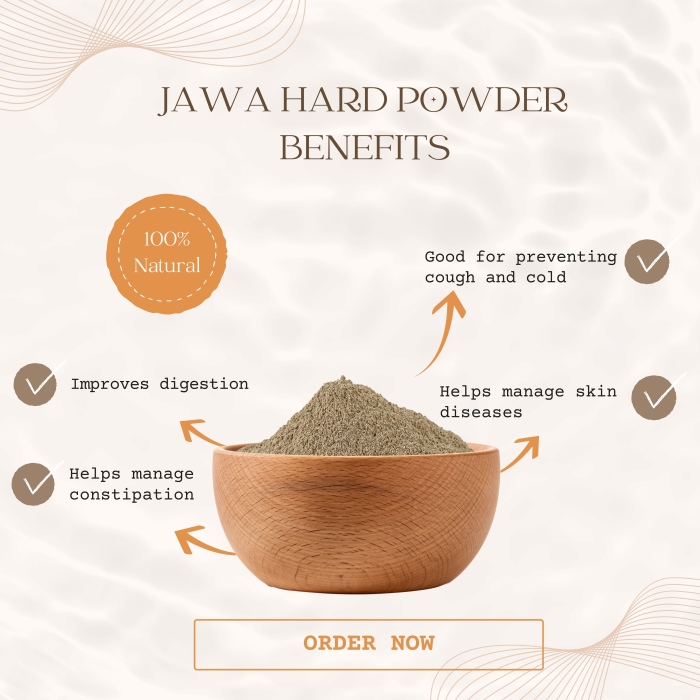 JAWA HARD POWDER
BENEFITS
100%
Natural
Good for preventing
cough and cold
Improves digestion
Helps manage skin
diseases
Helps manage
constipation
ORDER NOW